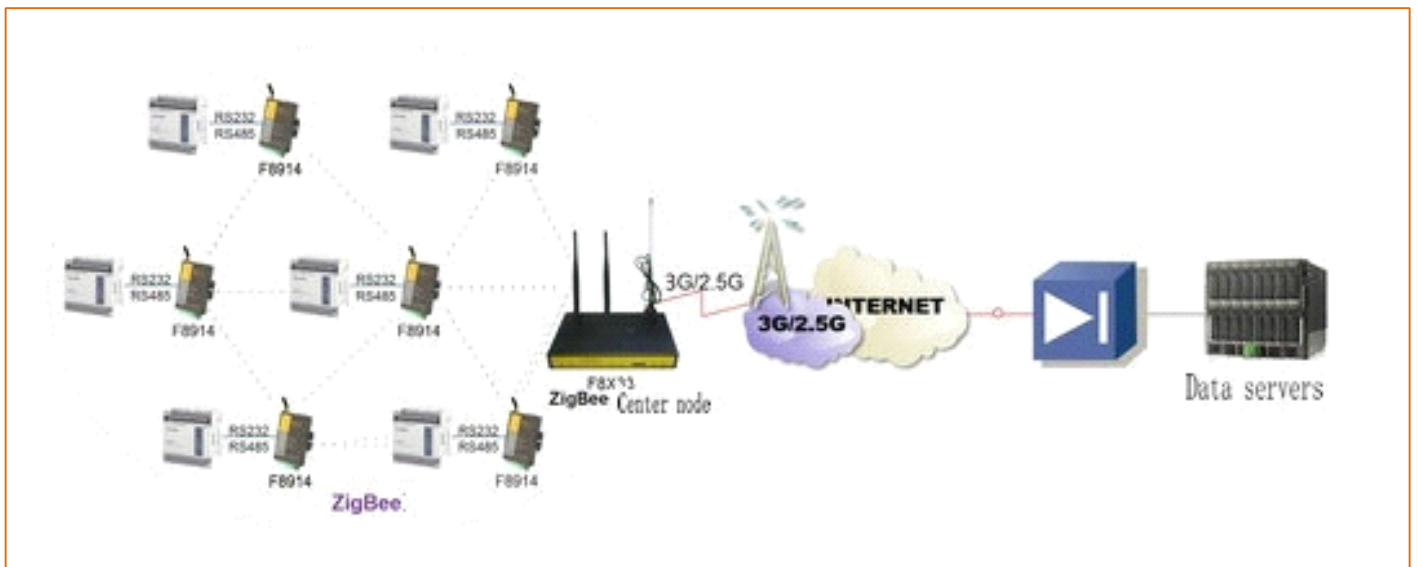 RS232
RS485
F8914
RS232
RS485
F8914
RS232
RS485
F8914
RS232
RS485
F8914
3G/2.5G
3G/2.5G
INTERNET
ZigBee Center node
Data servers
RS232
RS485
F8914
RS232
RS485
F8914
ZigBee